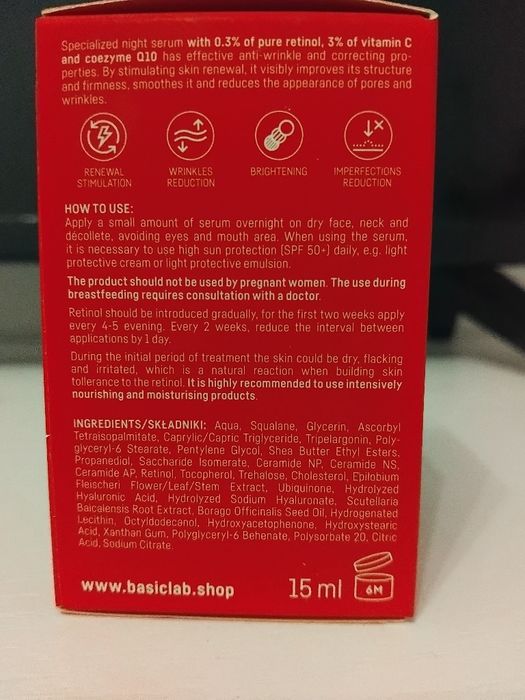 Specialized night serum with 0.3% of pure retinol, 3% of vitamin C
and coezyme Q10 has effective anti-wrinkle and correcting pro-
perties. By stimulating skin renewal, it visibly improves its structure
and firmness, smoothes it and reduces the appearance of pores and
wrinkles.
RENEWAL
STIMULATION
WRINKLES
REDUCTION
BRIGHTENING
IMPERFECTIONS
REDUCTION
HOW TO USE:
Apply a small amount of serum overnight on dry face, neck and
décollete, avoiding eyes and mouth area. When using the serum,
it is necessary to use high sun protection (SPF 50+) daily, e.g. light
protective cream or light protective emulsion.
The product should not be used by pregnant women. The use during
breastfeeding requires consultation with a doctor.
Retinol should be introduced gradually, for the first two weeks apply
every 4-5 evening. Every 2 weeks, reduce the interval between
applications by 1 day.
During the initial period of treatment the skin could be dry, flacking
and irritated, which is a natural reaction when building skin
tollerance to the retinol. It is highly recommended to use intensively
nourishing and moisturising products.
INGREDIENTS/SKŁADNIKI: Aqua, Squalane, Glycerin, Ascorbyl
Tetraisopalmitate, Caprylic/Capric Triglyceride, Tripelargonin, Poly-
glyceryl-6 Stearate, Pentylene Glycol, Shea Butter Ethyl Esters,
Propanediol, Saccharide Isomerate, Ceramide NP, Ceramide NS,
Ceramide AP, Retinol, Tocopherol, Trehalose, Cholesterol, Epilobium
Fleischeri Flower/Leaf/Stem Extract, Ubiquinone, Hydrolyzed
Hyaluronic Acid, Hydrolyzed Sodium Hyaluronate, Scutellaria
Baicalensis Root Extract, Borago Officinalis Seed Oil, Hydrogenated
Lecithin, Octyldodecanol, Hydroxyacetophenone, Hydroxystearic
Acid, Xanthan Gum, Polyglyceryl-6 Behenate, Polysorbate 20, Citric
Acid, Sodium Citrate.
www.basiclab.shop
15 ml
6M